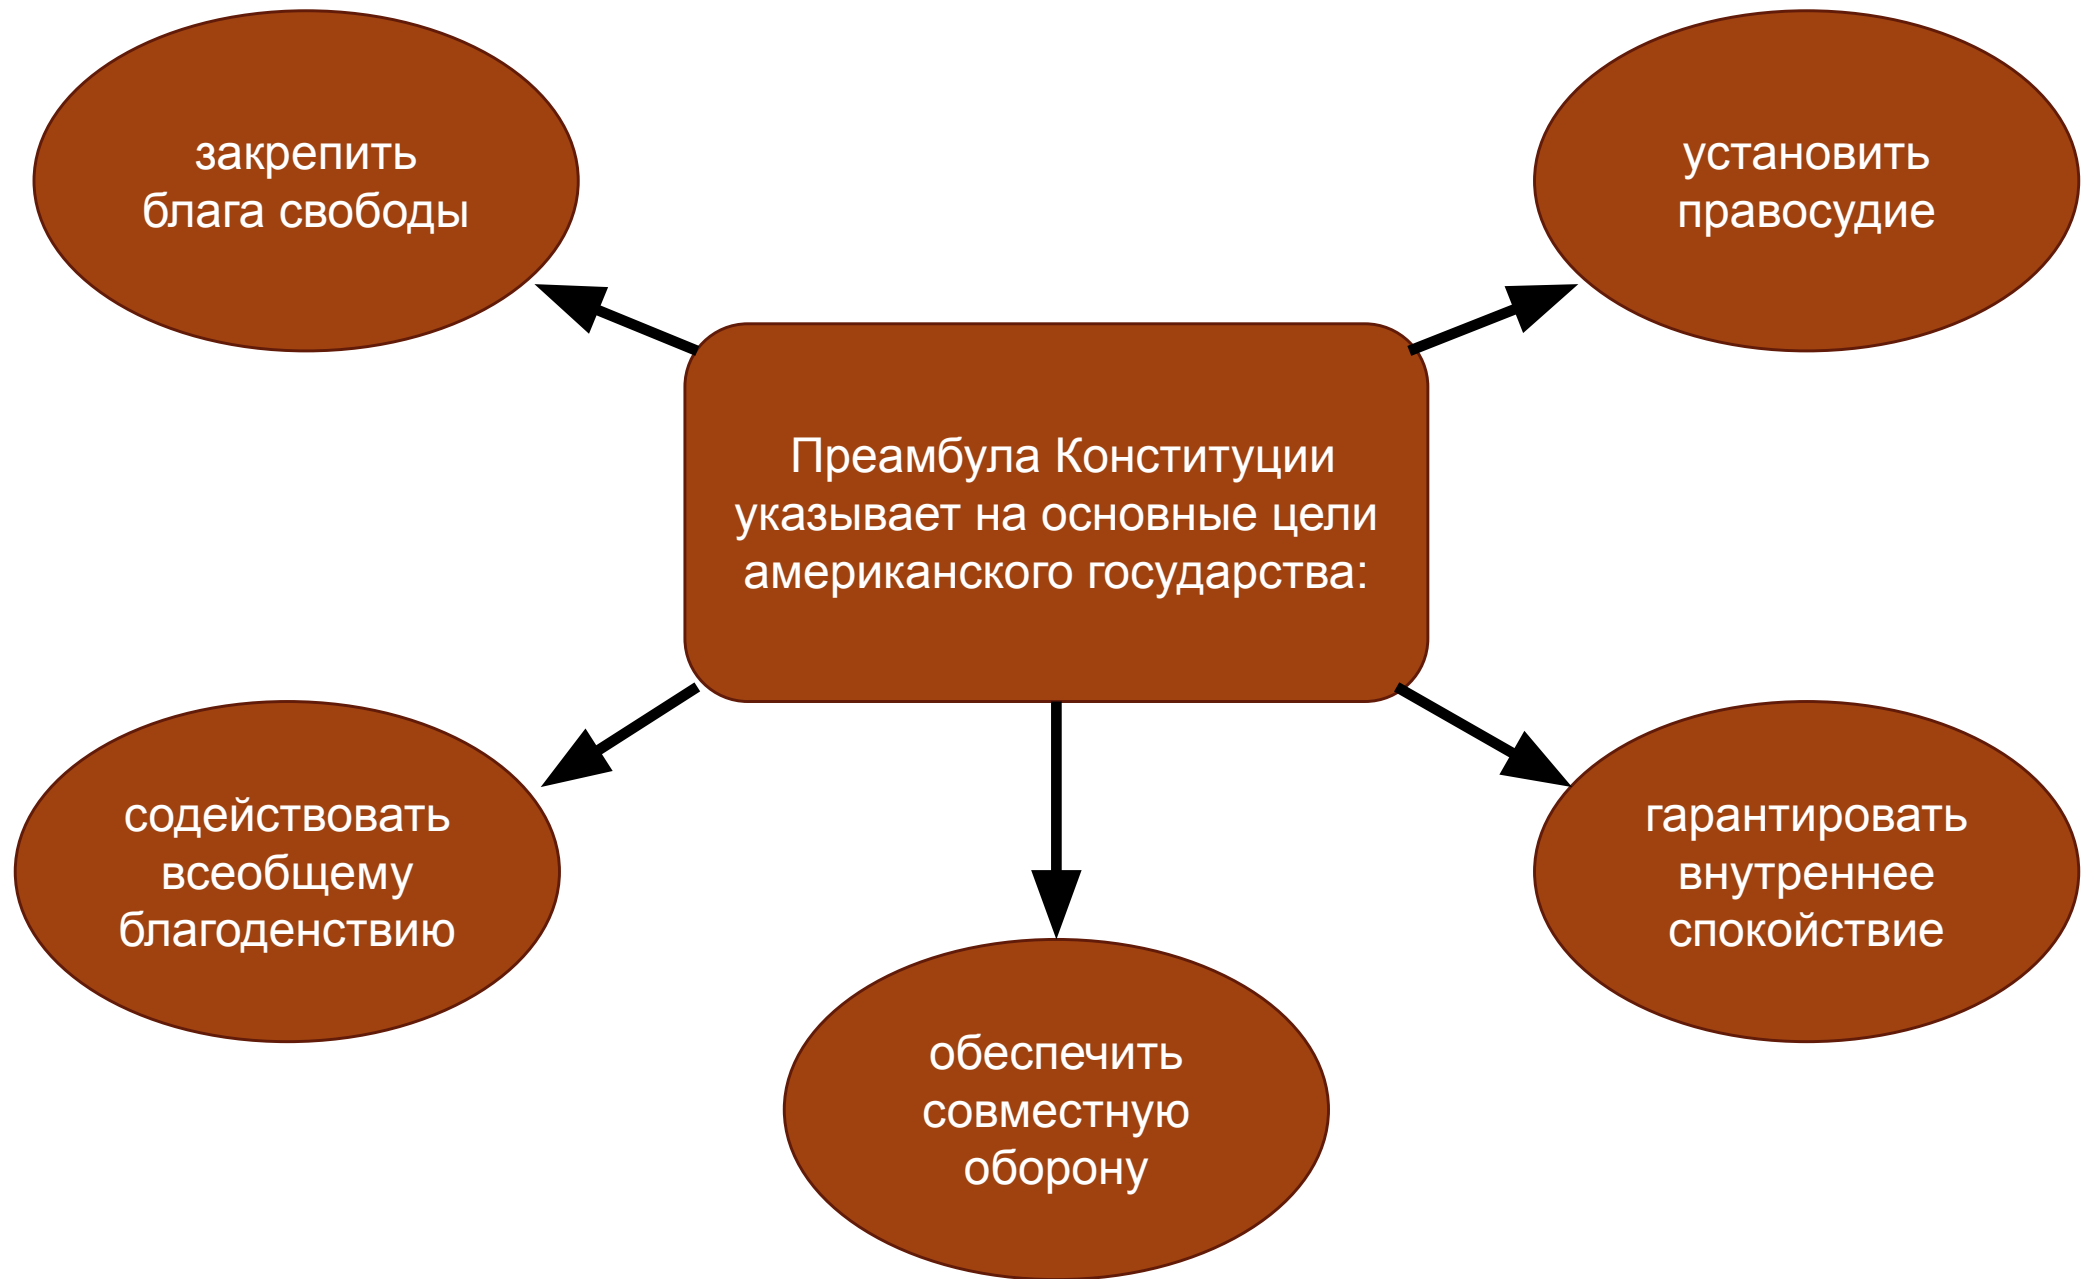 закрепить
блага свободы
установить
правосудие
Преамбула Конституции
указывает на основные цели
американского государства:
содействовать
всеобщему
благоденствию
обеспечить
совместную
оборону
гарантировать
внутреннее
спокойствие